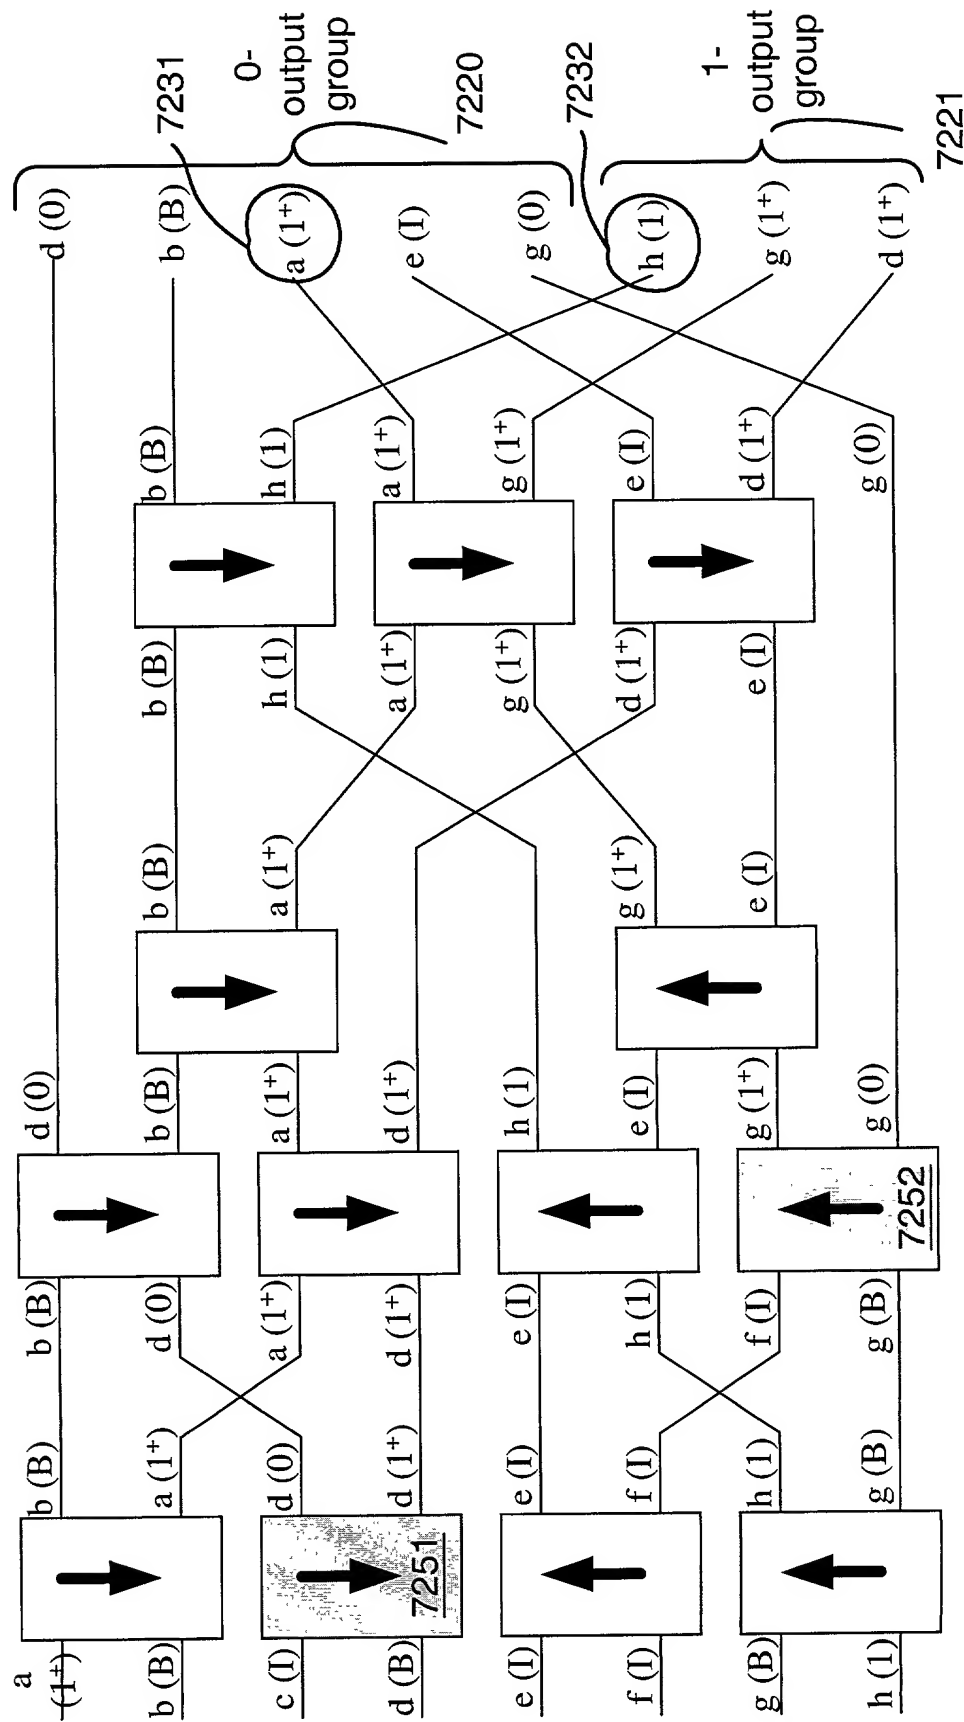 a
(1⁺)
b (B)
c (I)
d (B)
e (I)
f (I)
g (B)
h (1)
7251
b (B)
a (1⁺)
d (0)
d (1⁺)
e (I)
f (I)
h (1)
g (B)
b (B)
d (0)
a (1⁺)
d (1⁺)
e (I)
h (1)
f (I)
g (B)
7252
d (0)
b (B)
a (1⁺)
d (1⁺)
h (1)
e (I)
g (1⁺)
g (0)
b (B)
a (1⁺)
g (1⁺)
e (I)
b (B)
h (1)
a (1⁺)
g (1⁺)
d (1⁺)
e (I)
b (B)
h (1)
a (1⁺)
g (1⁺)
e (I)
d (1⁺)
g (0)
d (0)
b (B)
a (1⁺)
e (I)
g (0)
h (1)
g (1⁺)
d (1⁺)
7231
0-
output
group
7220
7232
1-
output
group
7221